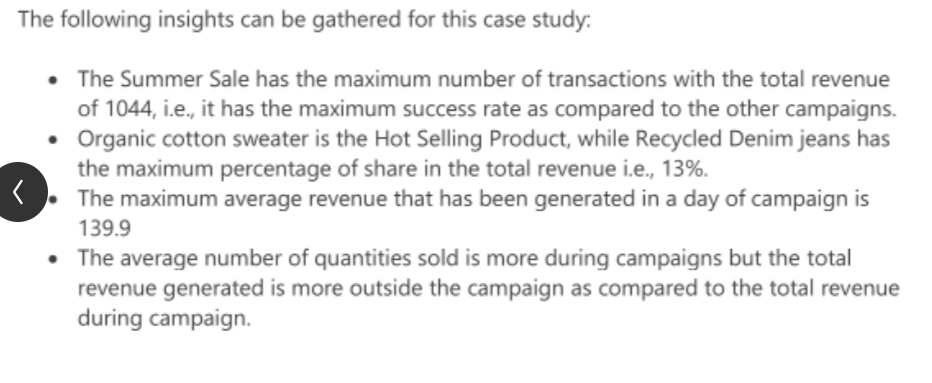 The following insights can be gathered for this case study:
• The Summer Sale has the maximum number of transactions with the total revenue
of 1044, i.e., it has the maximum success rate as compared to the other campaigns.
• Organic cotton sweater is the Hot Selling Product, while Recycled Denim jeans has
the maximum percentage of share in the total revenue i.e., 13%.
• The maximum average revenue that has been generated in a day of campaign is
139.9
• The average number of quantities sold is more during campaigns but the total
revenue generated is more outside the campaign as compared to the total revenue
during campaign.